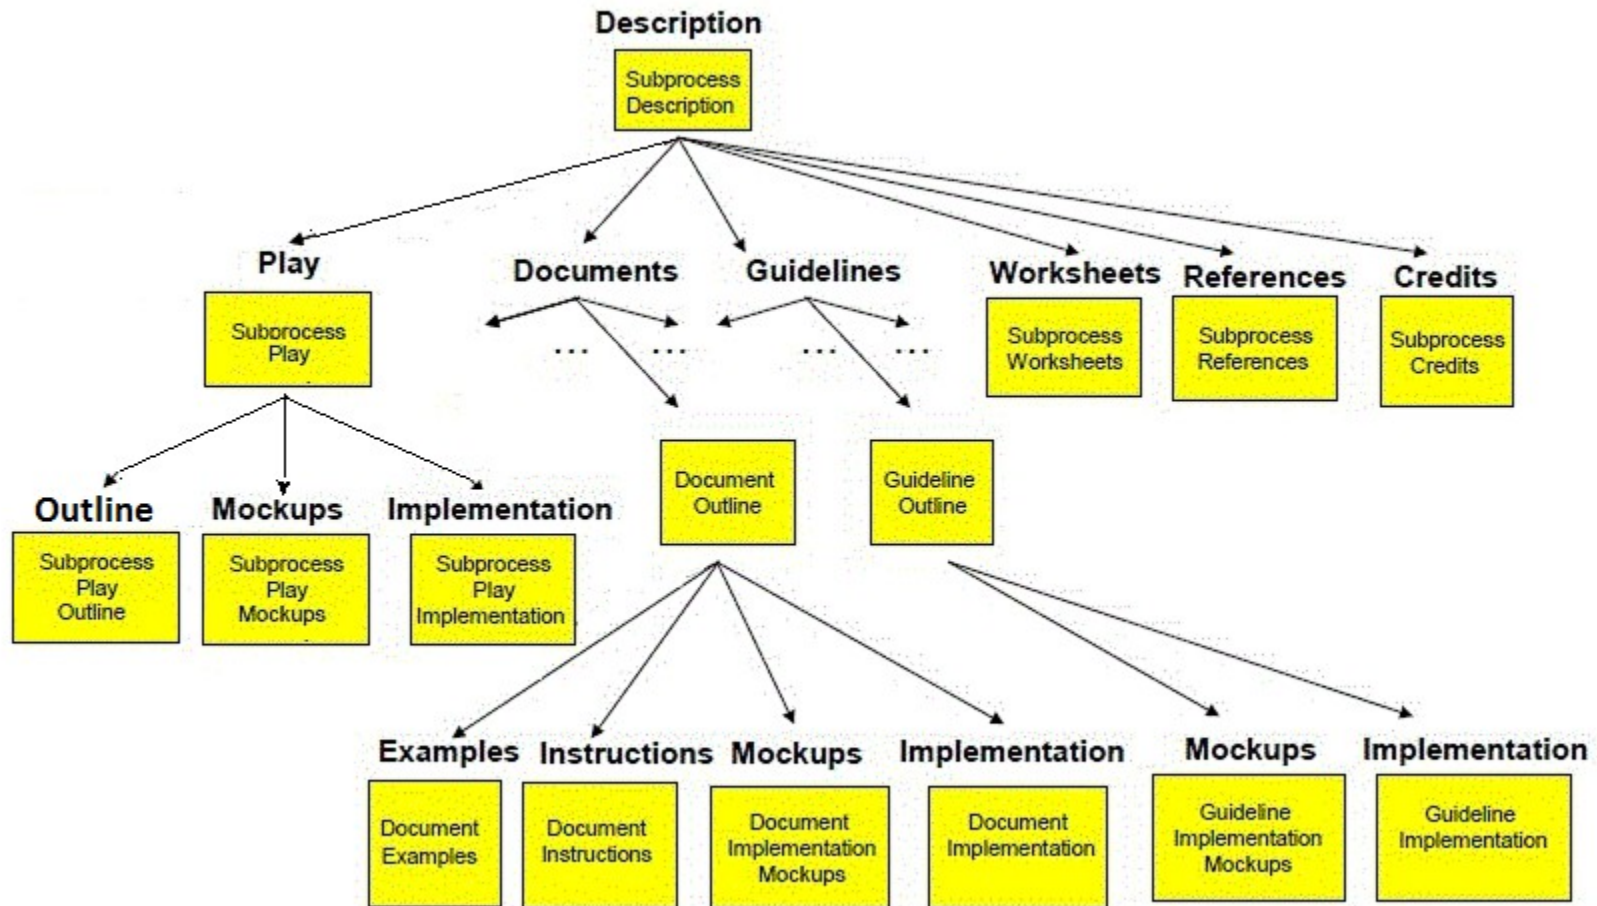 Description
Subprocess
Description
Play
Documents
Guidelines
Worksheets
References
Credits
Subprocess
Play
Subprocess
Worksheets
Subprocess
References
Subprocess
Credits
... ... ... ...
Document
Outline
Guideline
Outline
Outline
Mockups
Implementation
Subprocess
Play
Outline
Subprocess
Play
Mockups
Subprocess
Play
Implementation
Examples
Instructions
Mockups
Implementation
Mockups
Implementation
Document
Examples
Document
Instructions
Document
Implementation
Mockups
Document
Implementation
Guideline
Implementation
Mockups
Guideline
Implementation